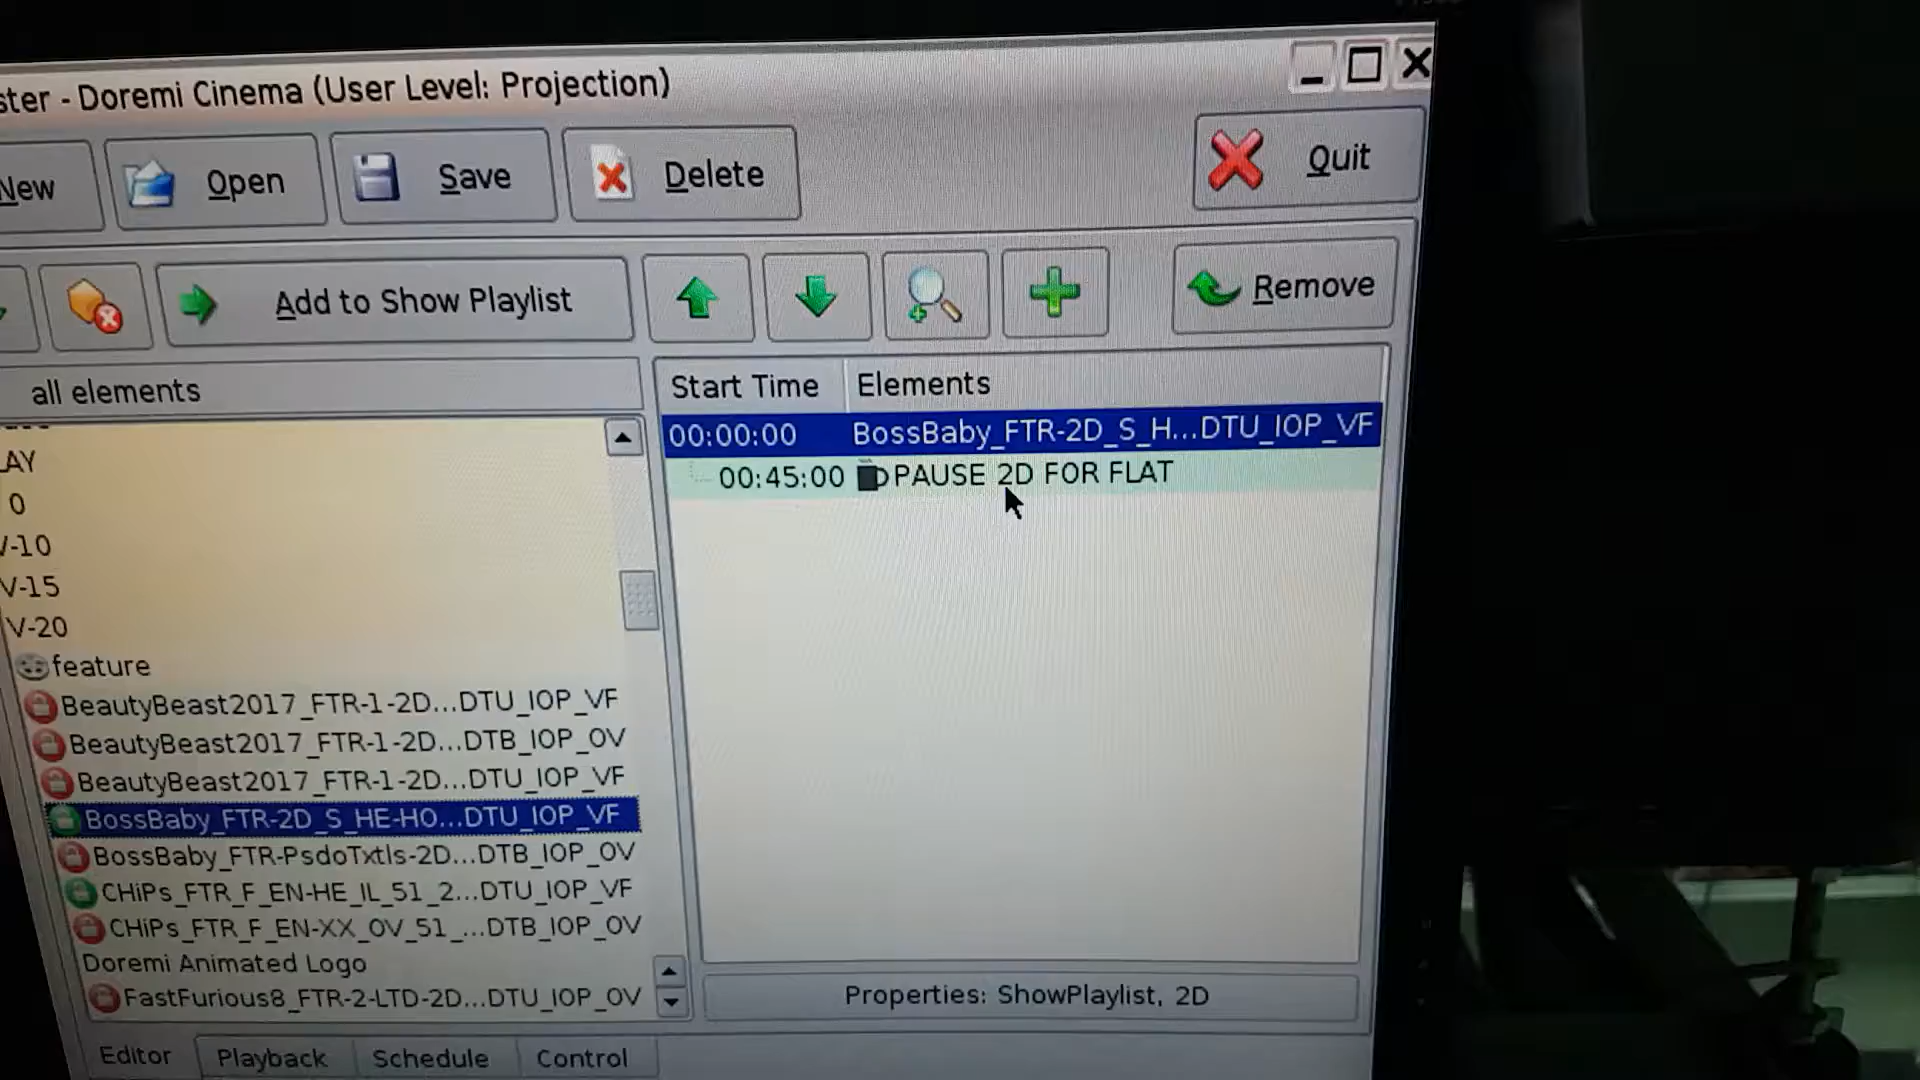 ster - Doremi Cinema (User Level: Projection)
New Open Save Delete Quit
Add to Show Playlist Remove
all elements
LAY
0
V-10
V-15
V-20
feature
BeautyBeast2017_FTR-1-2D...DTU_IOP_VF
BeautyBeast2017_FTR-1-2D...DTB_IOP_OV
BeautyBeast2017_FTR-1-2D...DTU_IOP_VF
BossBaby_FTR-2D_S_HE-HO...DTU_IOP_VF
BossBaby_FTR-PsdoTxtls-2D...DTB_IOP_OV
CHiPs_FTR_F_EN-HE_IL_51_2...DTU_IOP_VF
CHiPs_FTR_F_EN-XX_OV_51_...DTB_IOP_OV
Doremi Animated Logo
FastFurious8_FTR-2-LTD-2D...DTU_IOP_OV
Start Time Elements
00:00:00 BossBaby_FTR-2D_S_H...DTU_IOP_VF
00:45:00 PAUSE 2D FOR FLAT
Properties: ShowPlaylist, 2D
Editor Playback Schedule Control